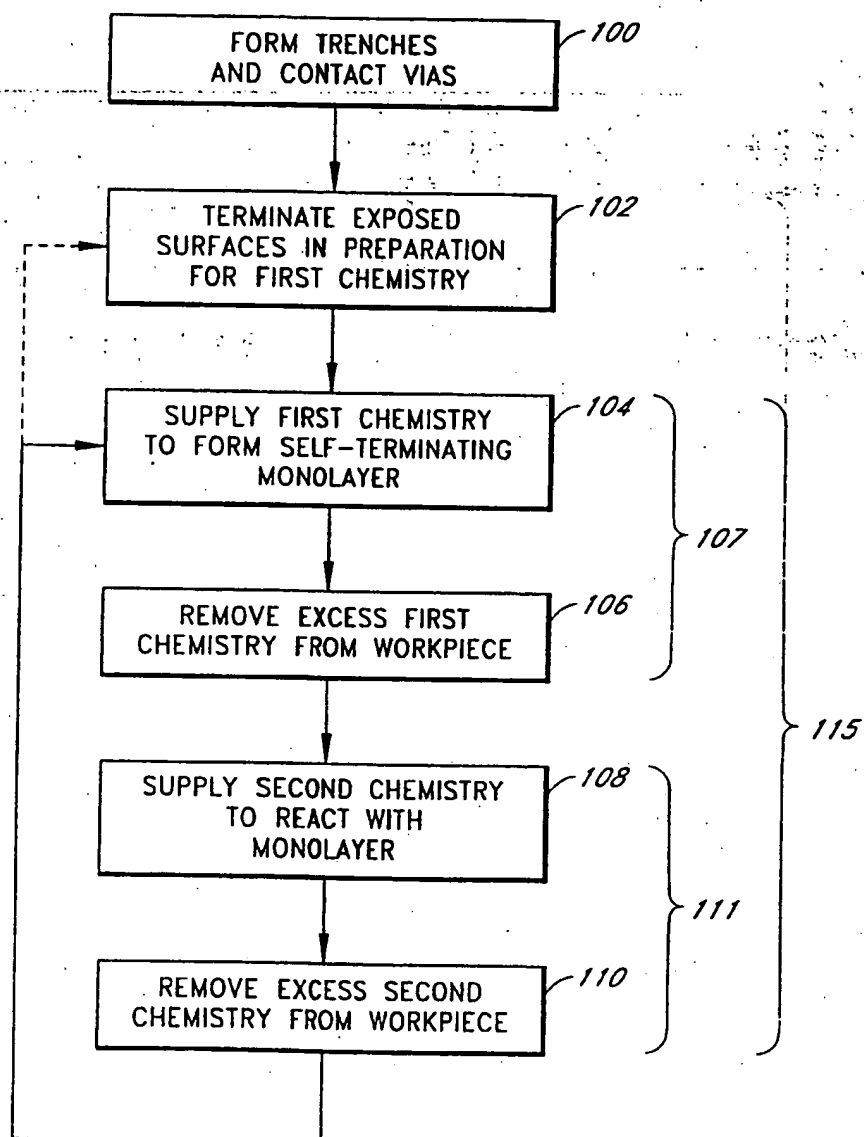 FORM TRENCHES
AND CONTACT VIAS
100
TERMINATE EXPOSED
SURFACES IN PREPARATION
FOR FIRST CHEMISTRY
102
SUPPLY FIRST CHEMISTRY
TO FORM SELF-TERMINATING
MONOLAYER
104
107
REMOVE EXCESS FIRST
CHEMISTRY FROM WORKPIECE
106
115
SUPPLY SECOND CHEMISTRY
TO REACT WITH
MONOLAYER
108
111
REMOVE EXCESS SECOND
CHEMISTRY FROM WORKPIECE
110